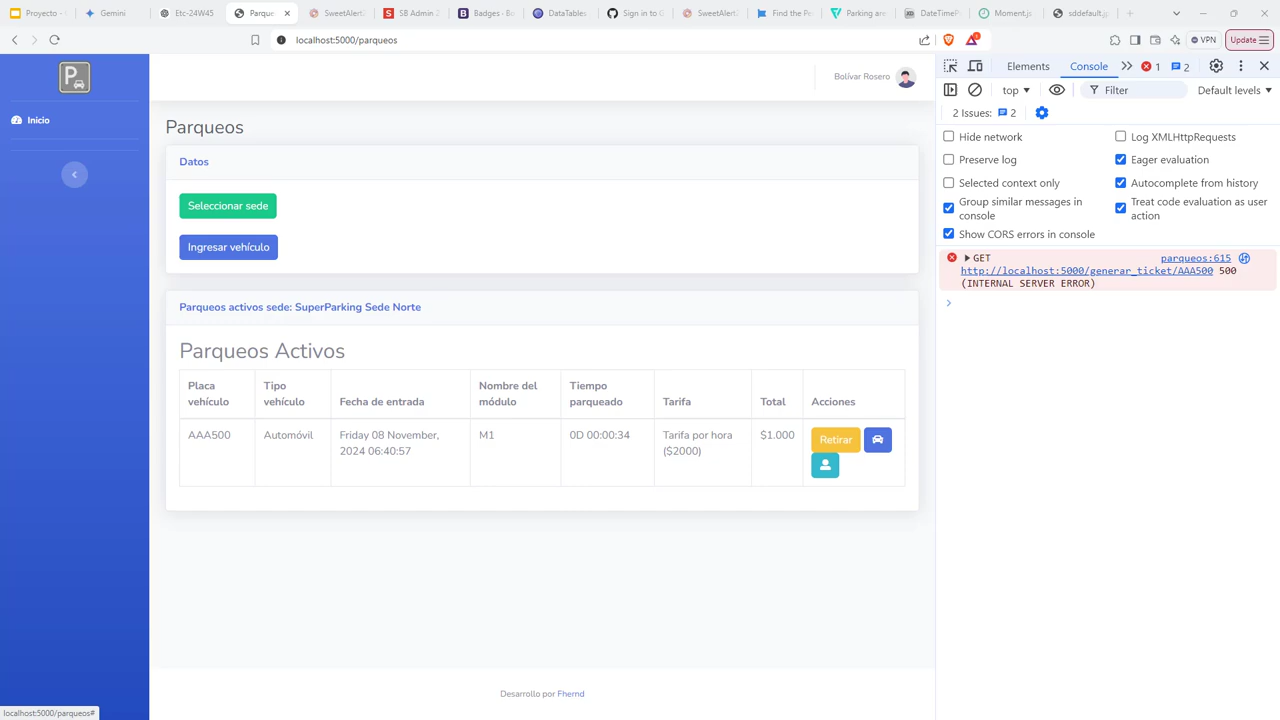 Proyecto
Gemini
Etc-24W45
Parque
SweetAlert2
SB Admin 2
Badges - Bo
DataTables
Sign in to G
SweetAlert2
Find the Pe
Parking are
DateTimeP
Moment.js
sddefault.jp
localhost:5000/parqueos
VPN
Update
P
Inicio
Bolívar Rosero
Parqueos
Datos
Seleccionar sede
Ingresar vehículo
Parqueos activos sede: SuperParking Sede Norte
Parqueos Activos
Placa vehículo
Tipo vehículo
Fecha de entrada
Nombre del módulo
Tiempo parqueado
Tarifa
Total
Acciones
AAA500
Automóvil
Friday 08 November, 2024 06:40:57
M1
0D 00:00:34
Tarifa por hora ($2000)
$1.000
Retirar
Desarrollo por Fhernd
localhost:5000/parqueos#
Elements
Console
1
2
top
Filter
Default levels
2 Issues: 2
Hide network
Log XMLHttpRequests
Preserve log
Eager evaluation
Selected context only
Autocomplete from history
Group similar messages in console
Treat code evaluation as user action
Show CORS errors in console
GET parqueos:615
http://localhost:5000/generar_ticket/AAA500 500
(INTERNAL SERVER ERROR)